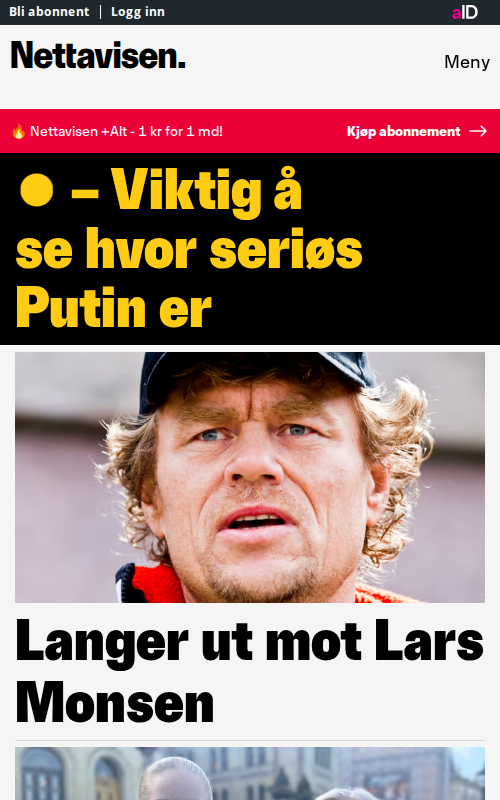 Bli abonnent | Logg inn
aID
Nettavisen.
Meny
🔥 Nettavisen +Alt - 1 kr for 1 md!
Kjøp abonnement →
– Viktig å
se hvor seriøs
Putin er
Langer ut mot Lars
Monsen